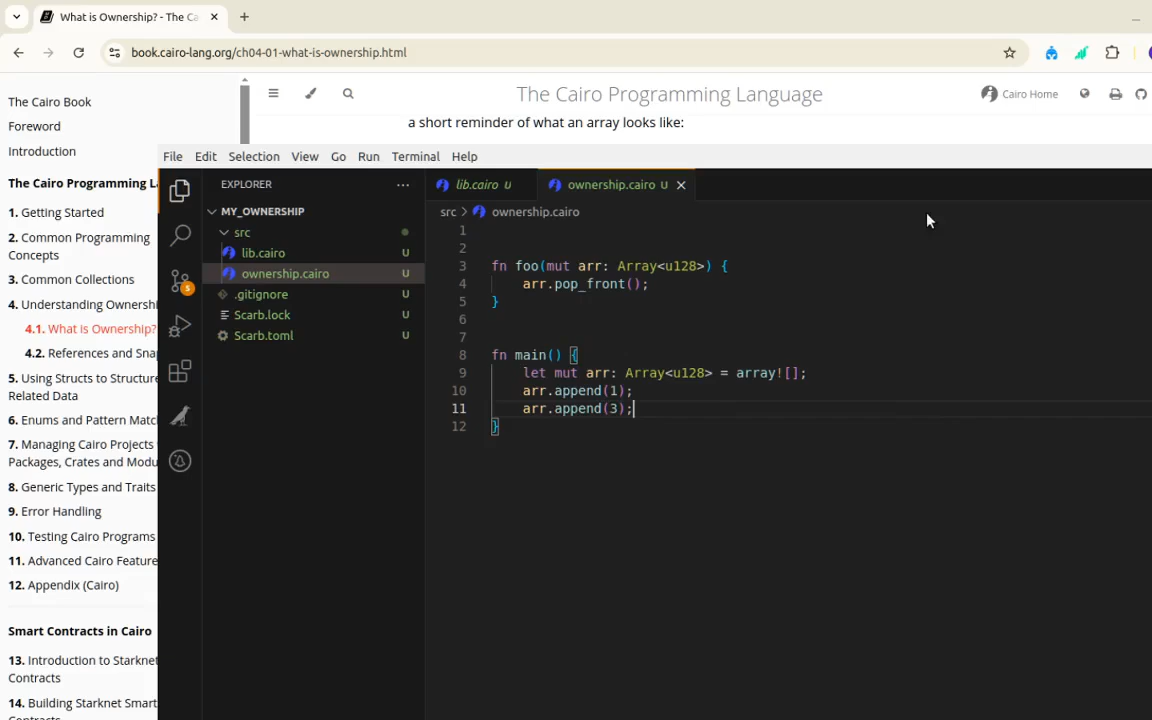 What is Ownership? - The Ca
book.cairo-lang.org/ch04-01-what-is-ownership.html
The Cairo Book
Foreword
Introduction
The Cairo Programming La
1. Getting Started
2. Common Programming
Concepts
3. Common Collections
4. Understanding Ownershi
4.1. What is Ownership?
4.2. References and Sna
5. Using Structs to Structure
Related Data
6. Enums and Pattern Matc
7. Managing Cairo Projects
Packages, Crates and Modu
8. Generic Types and Traits
9. Error Handling
10. Testing Cairo Programs
11. Advanced Cairo Feature
12. Appendix (Cairo)
Smart Contracts in Cairo
13. Introduction to Starknet
Contracts
14. Building Starknet Smart
The Cairo Programming Language
Cairo Home
a short reminder of what an array looks like:
File Edit Selection View Go Run Terminal Help
EXPLORER ...
MY_OWNERSHIP
src
lib.cairo U
ownership.cairo U
.gitignore U
Scarb.lock U
Scarb.toml U
5
lib.cairo U
ownership.cairo U
src > ownership.cairo
1
2
3 fn foo(mut arr: Array<u128>) {
4 arr.pop_front();
5 }
6
7
8 fn main() {
9 let mut arr: Array<u128> = array![];
10 arr.append(1);
11 arr.append(3);
12 }